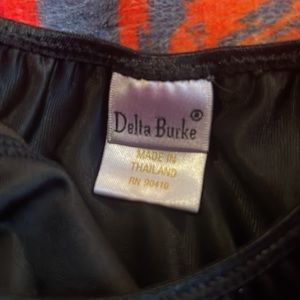 Delta Burke®
MADE IN
THAILAND
RN 90410